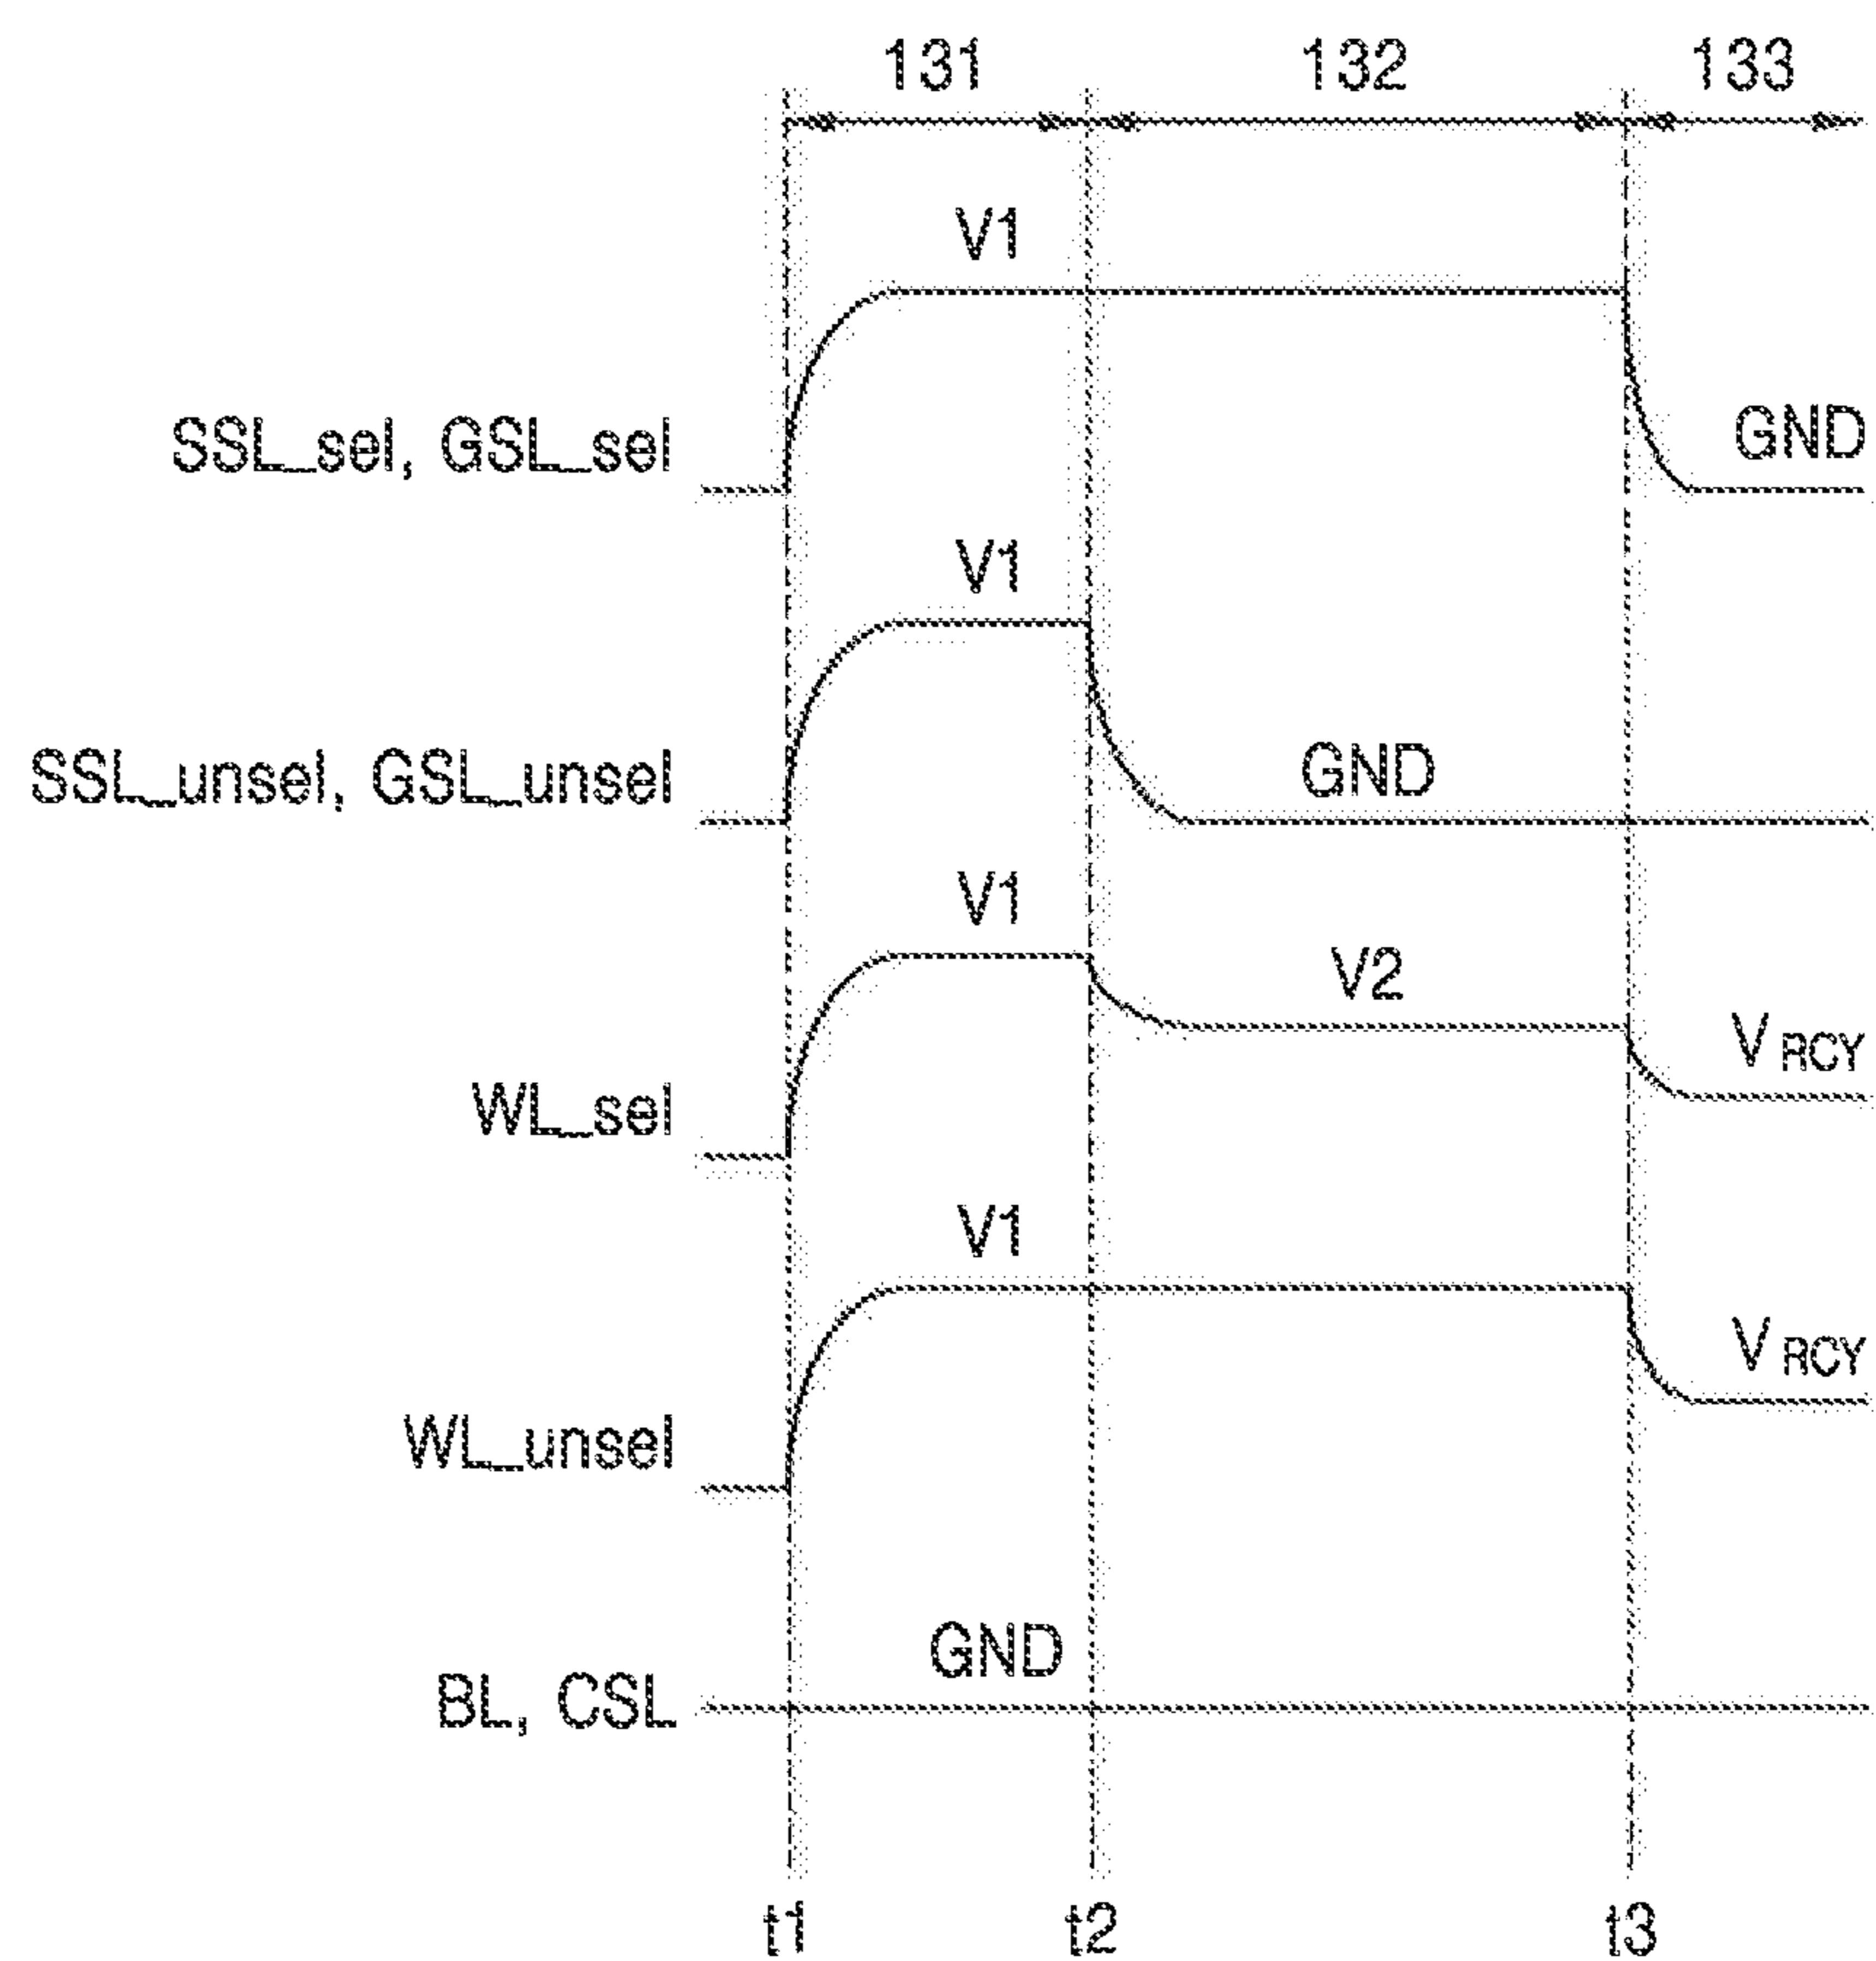 131 132 133
V1
SSL_sel, GSL_sel
GND
V1
SSL_unsel, GSL_unsel
GND
V1
V2
WL_sel
VRCY
V1
WL_unsel
VRCY
GND
BL, CSL
t1 t2 t3